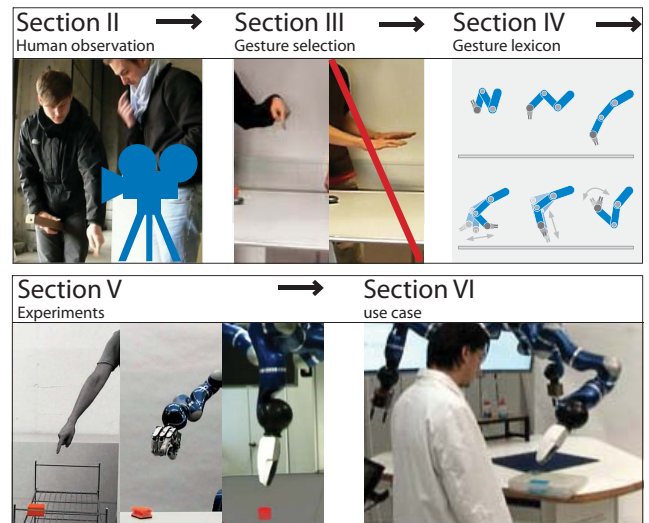 Section II
Human observation
Section III
Gesture selection
Section IV
Gesture lexicon
Section V
Experiments
Section VI
use case